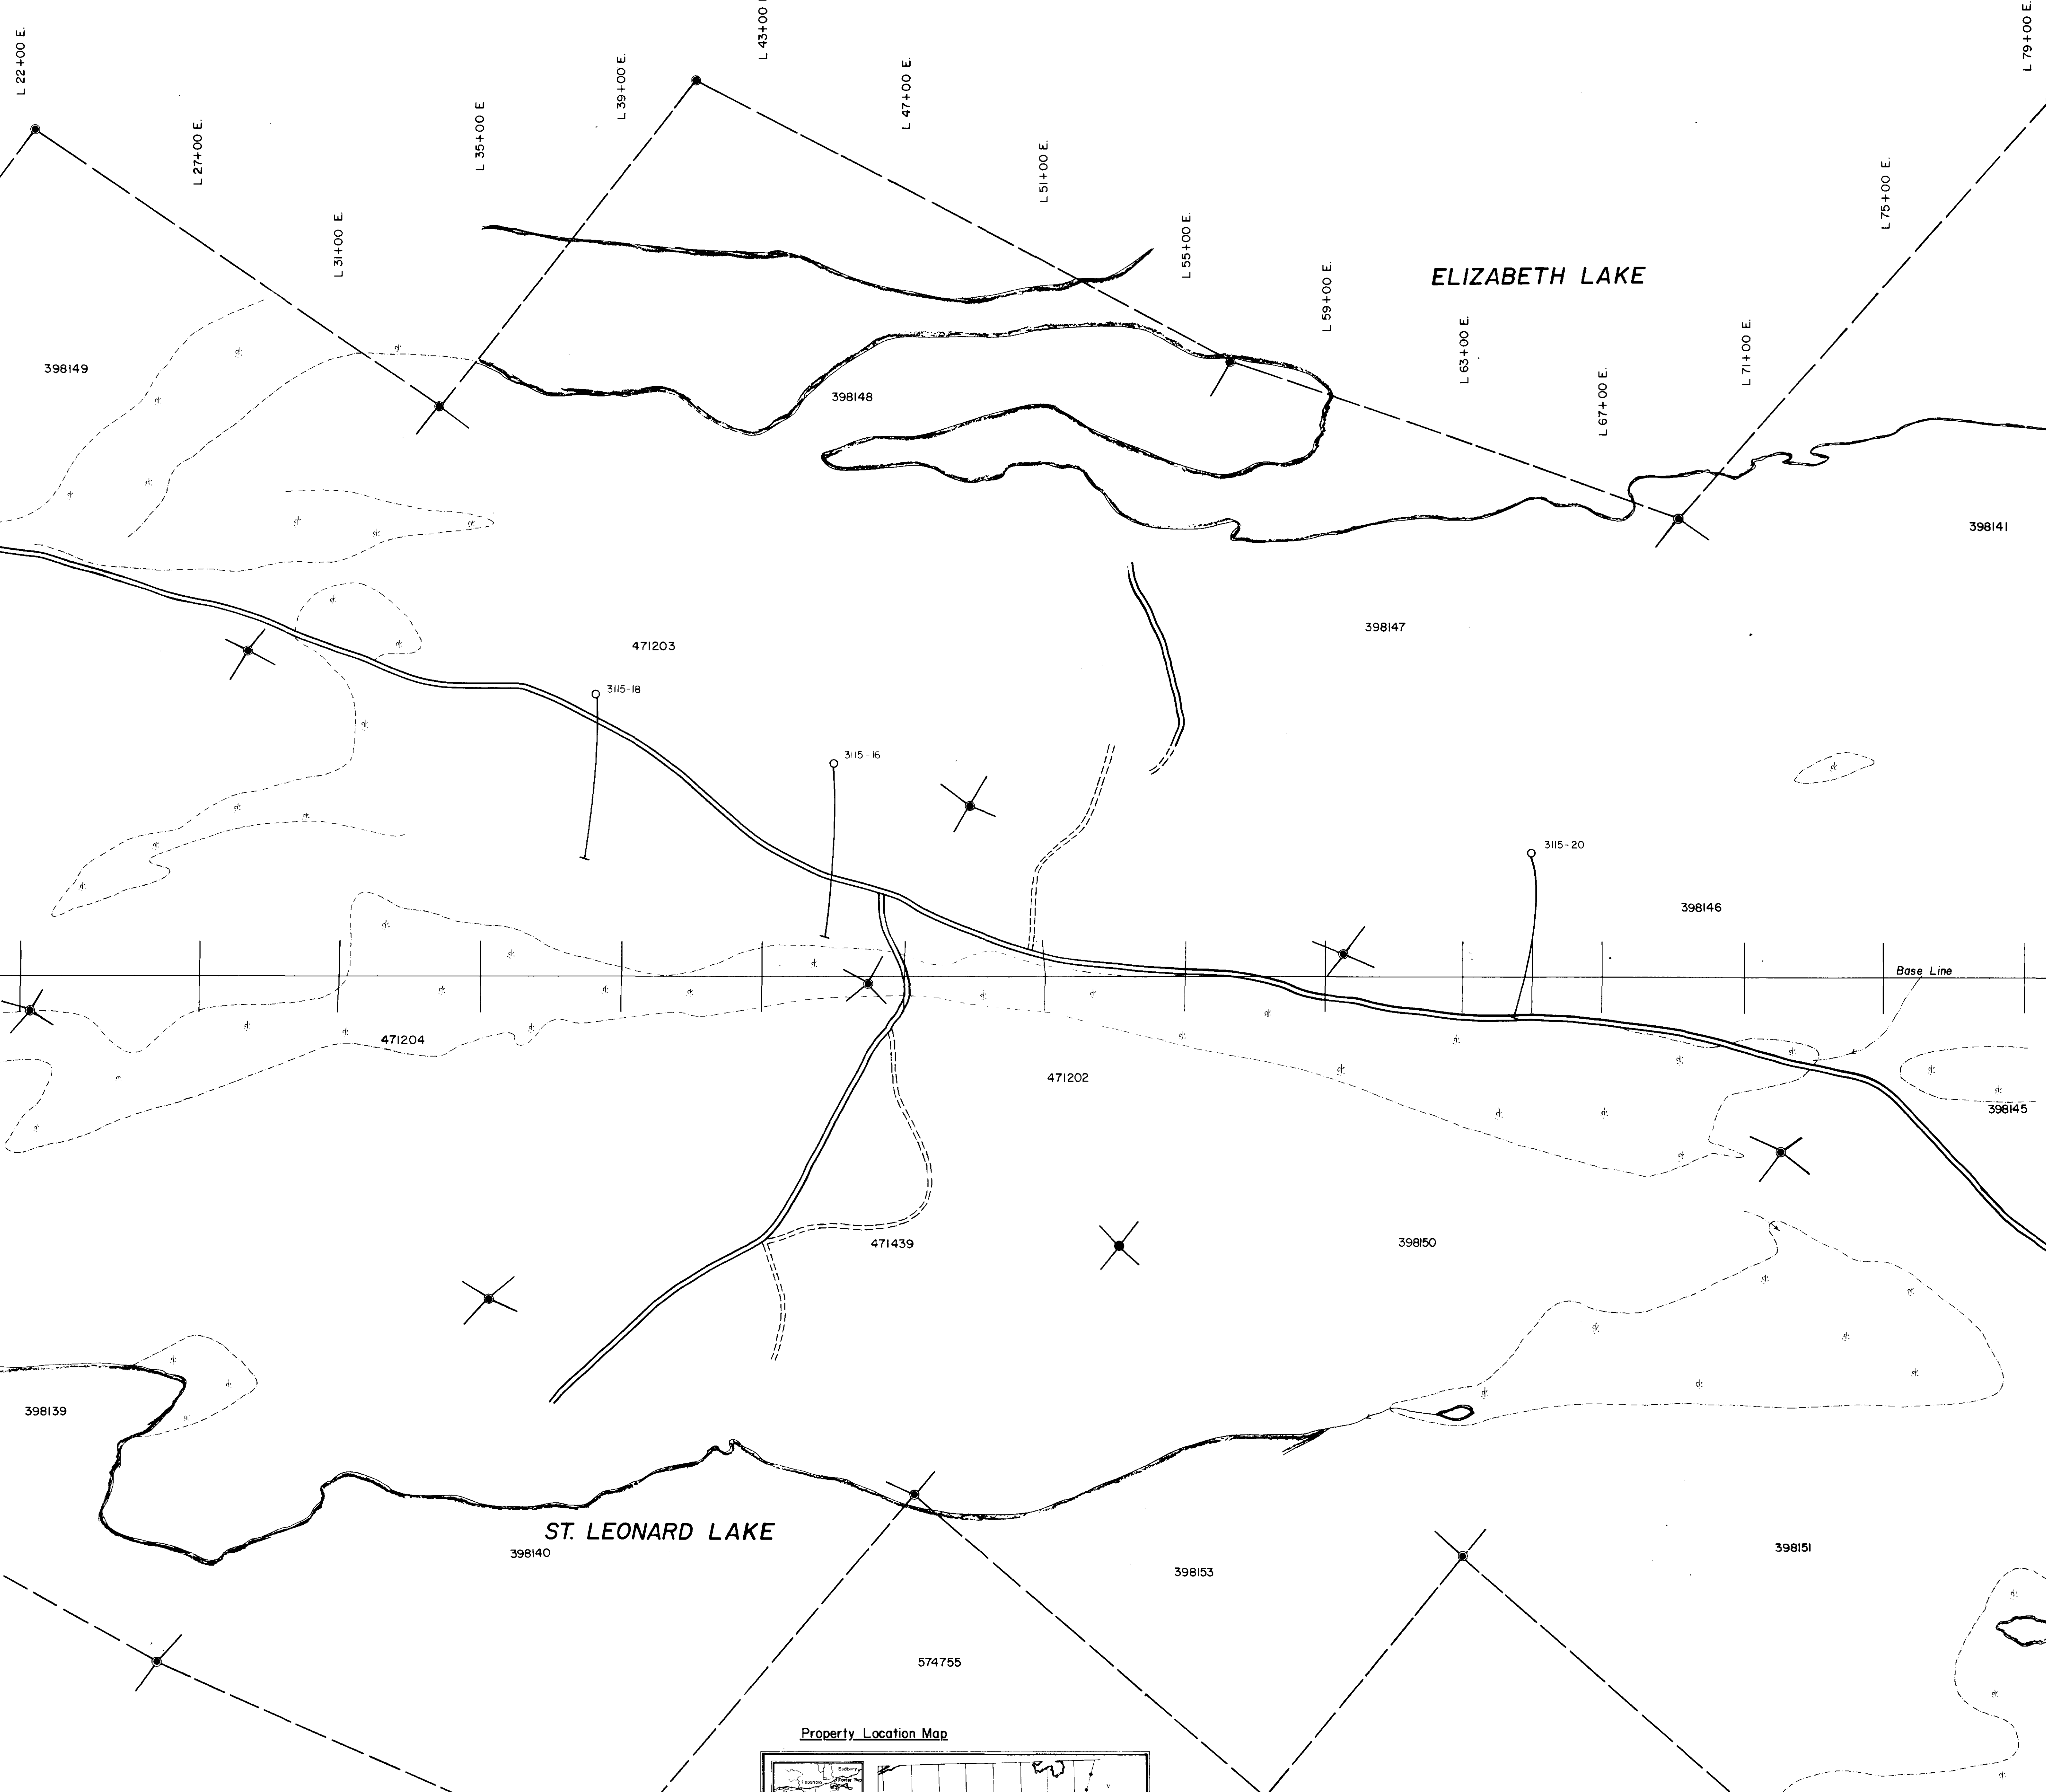 L 22+00 E.
L 27+00 E.
L 31+00 E.
L 35+00 E
L 39+00 E.
L 43+00
L 47+00 E.
L 51+00 E.
L 55+00 E.
L 59+00 E.
L 63+00 E.
L 67+00 E.
L 71+00 E.
L 75+00 E.
L 79+00 E.
ELIZABETH LAKE
398149
398148
398141
398147
471203
3115-18
3115-16
3115-20
398146
Base Line
471204
471202
398145
471439
398150
398139
ST. LEONARD LAKE
398140
398153
398151
574755
Property Location Map
Sudbury